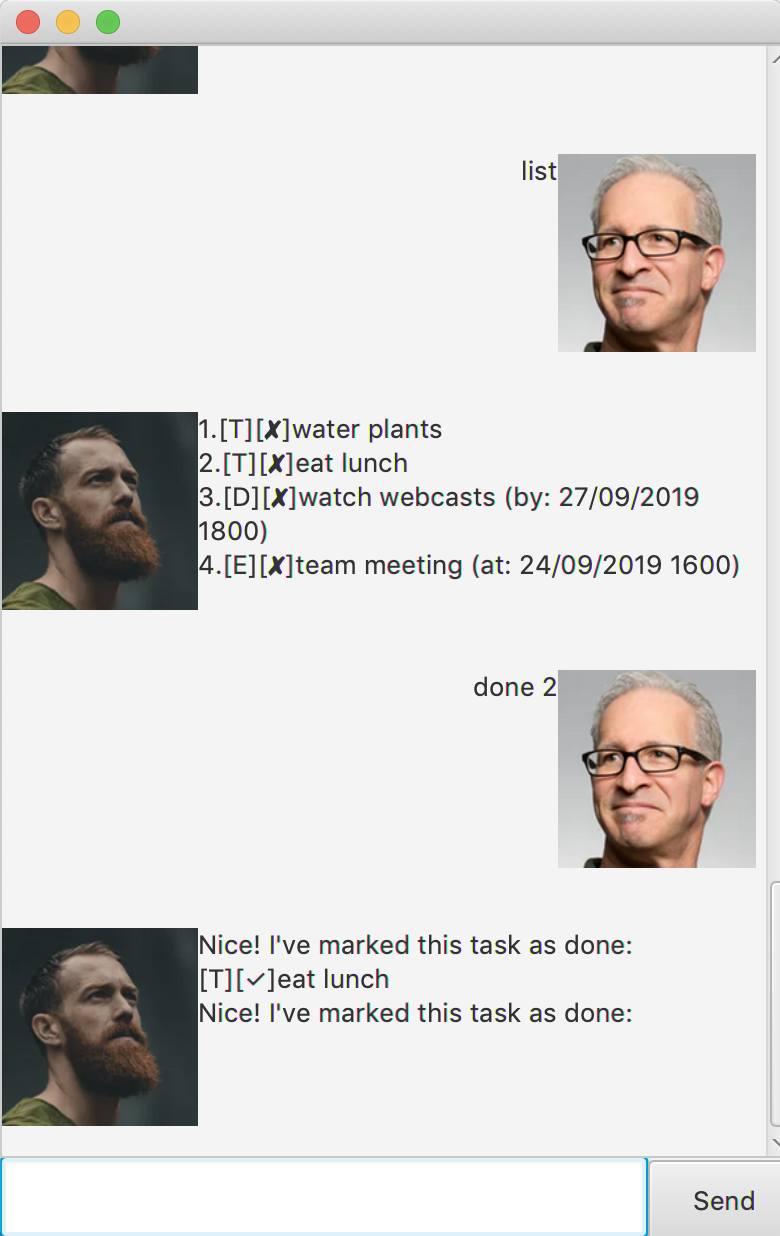 list
1.[T][✘]water plants
2.[T][✘]eat lunch
3.[D][✘]watch webcasts (by: 27/09/2019
1800)
4.[E][✘]team meeting (at: 24/09/2019 1600)
done 2
Nice! I've marked this task as done:
[T][✓]eat lunch
Nice! I've marked this task as done:
Send